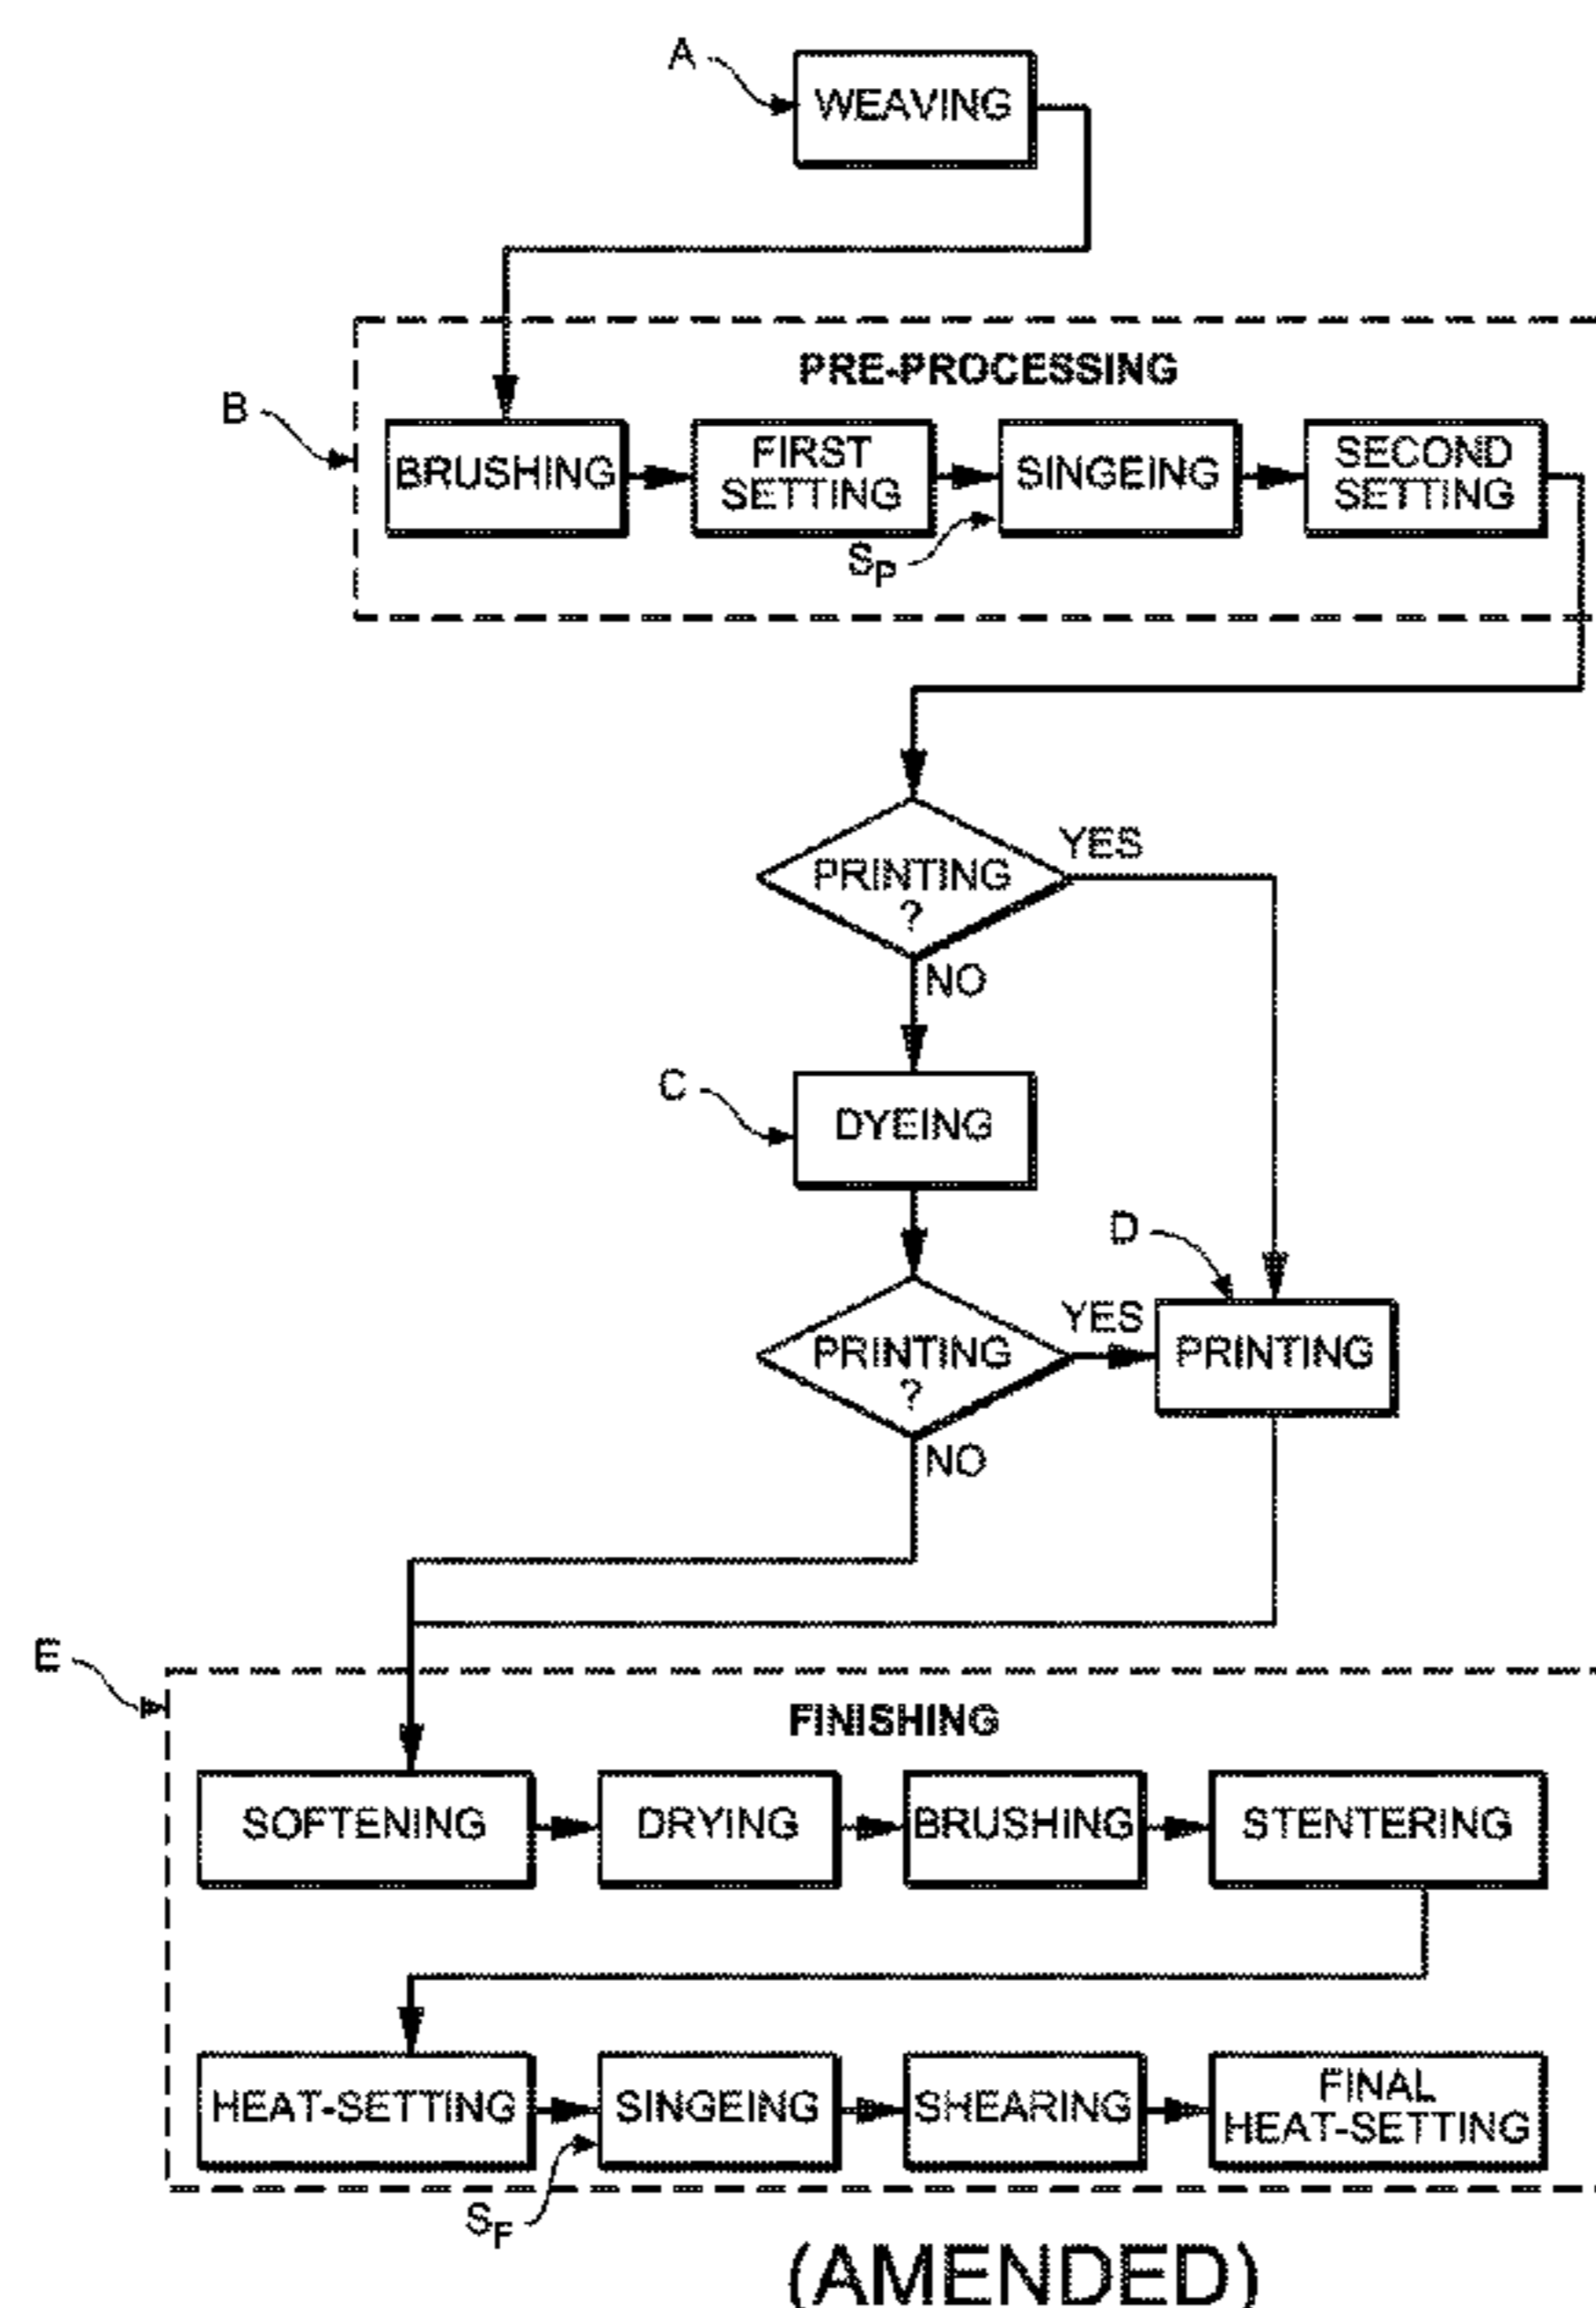 A
WEAVING
PRE-PROCESSING
B
BRUSHING
FIRST
SETTING
SINGEING
SECOND
SETTING
SP
PRINTING
?
YES
NO
C
DYEING
D
PRINTING
?
YES
PRINTING
NO
E
FINISHING
SOFTENING
DRYING
BRUSHING
STENTERING
HEAT-SETTING
SINGEING
SHEARING
FINAL
HEAT-SETTING
SF
(AMENDED)